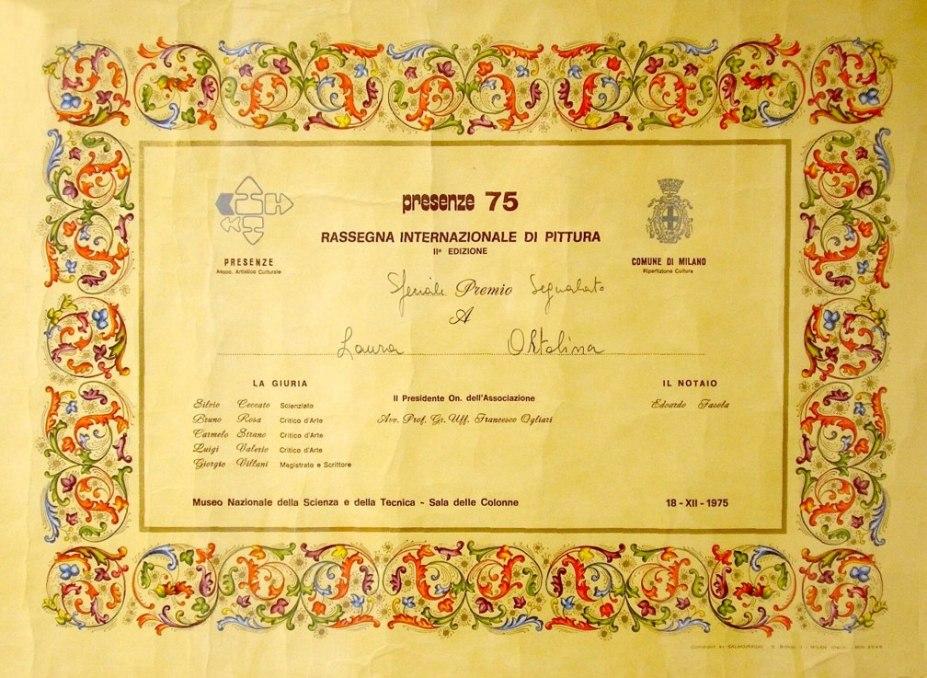 presenze 75
RASSEGNA INTERNAZIONALE DI PITTURA
IIª EDIZIONE
PRESENZE
Assoc. Artistico Culturale
COMUNE DI MILANO
Ripartizione Cultura
Speciale Premio Segnalato
A
Laura Ortolina
LA GIURIA
Silvio Ceccato Scienziato
Bruno Rosa Critico d'Arte
Carmelo Strano Critico d'Arte
Luigi Valerio Critico d'Arte
Giorgio Villani Magistrato e Scrittore
Il Presidente On. dell'Associazione
Avv. Prof. Gr. Uff. Francesco Ogliari
IL NOTAIO
Edoardo Fasola
Museo Nazionale della Scienza e della Tecnica - Sala delle Colonne
18 - XII - 1975